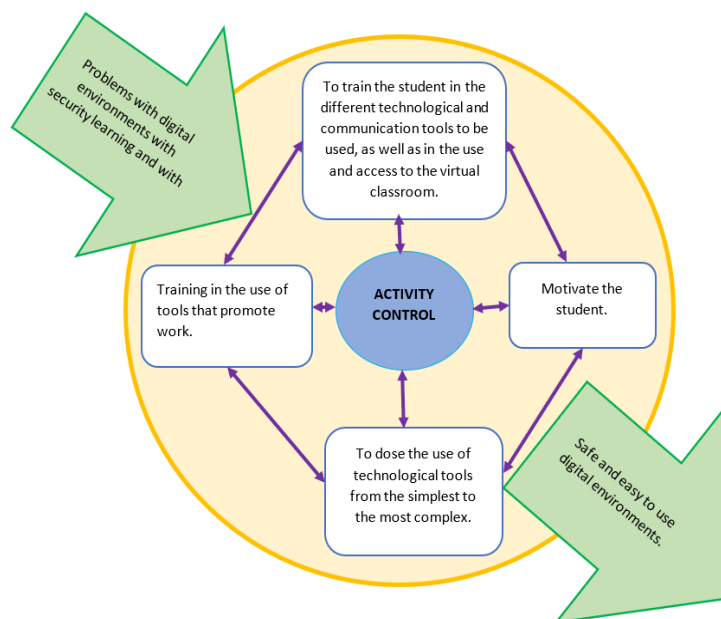 Problems with digital
environments with
security learning and with
To train the student in the
different technological and
communication tools to be
used, as well as in the use
and access to the virtual
classroom.
Training in the use of
tools that promote
work.
ACTIVITY
CONTROL
Motivate the
student.
To dose the use of
technological tools
from the simplest to
the most complex.
Safe and easy to use
digital environments.